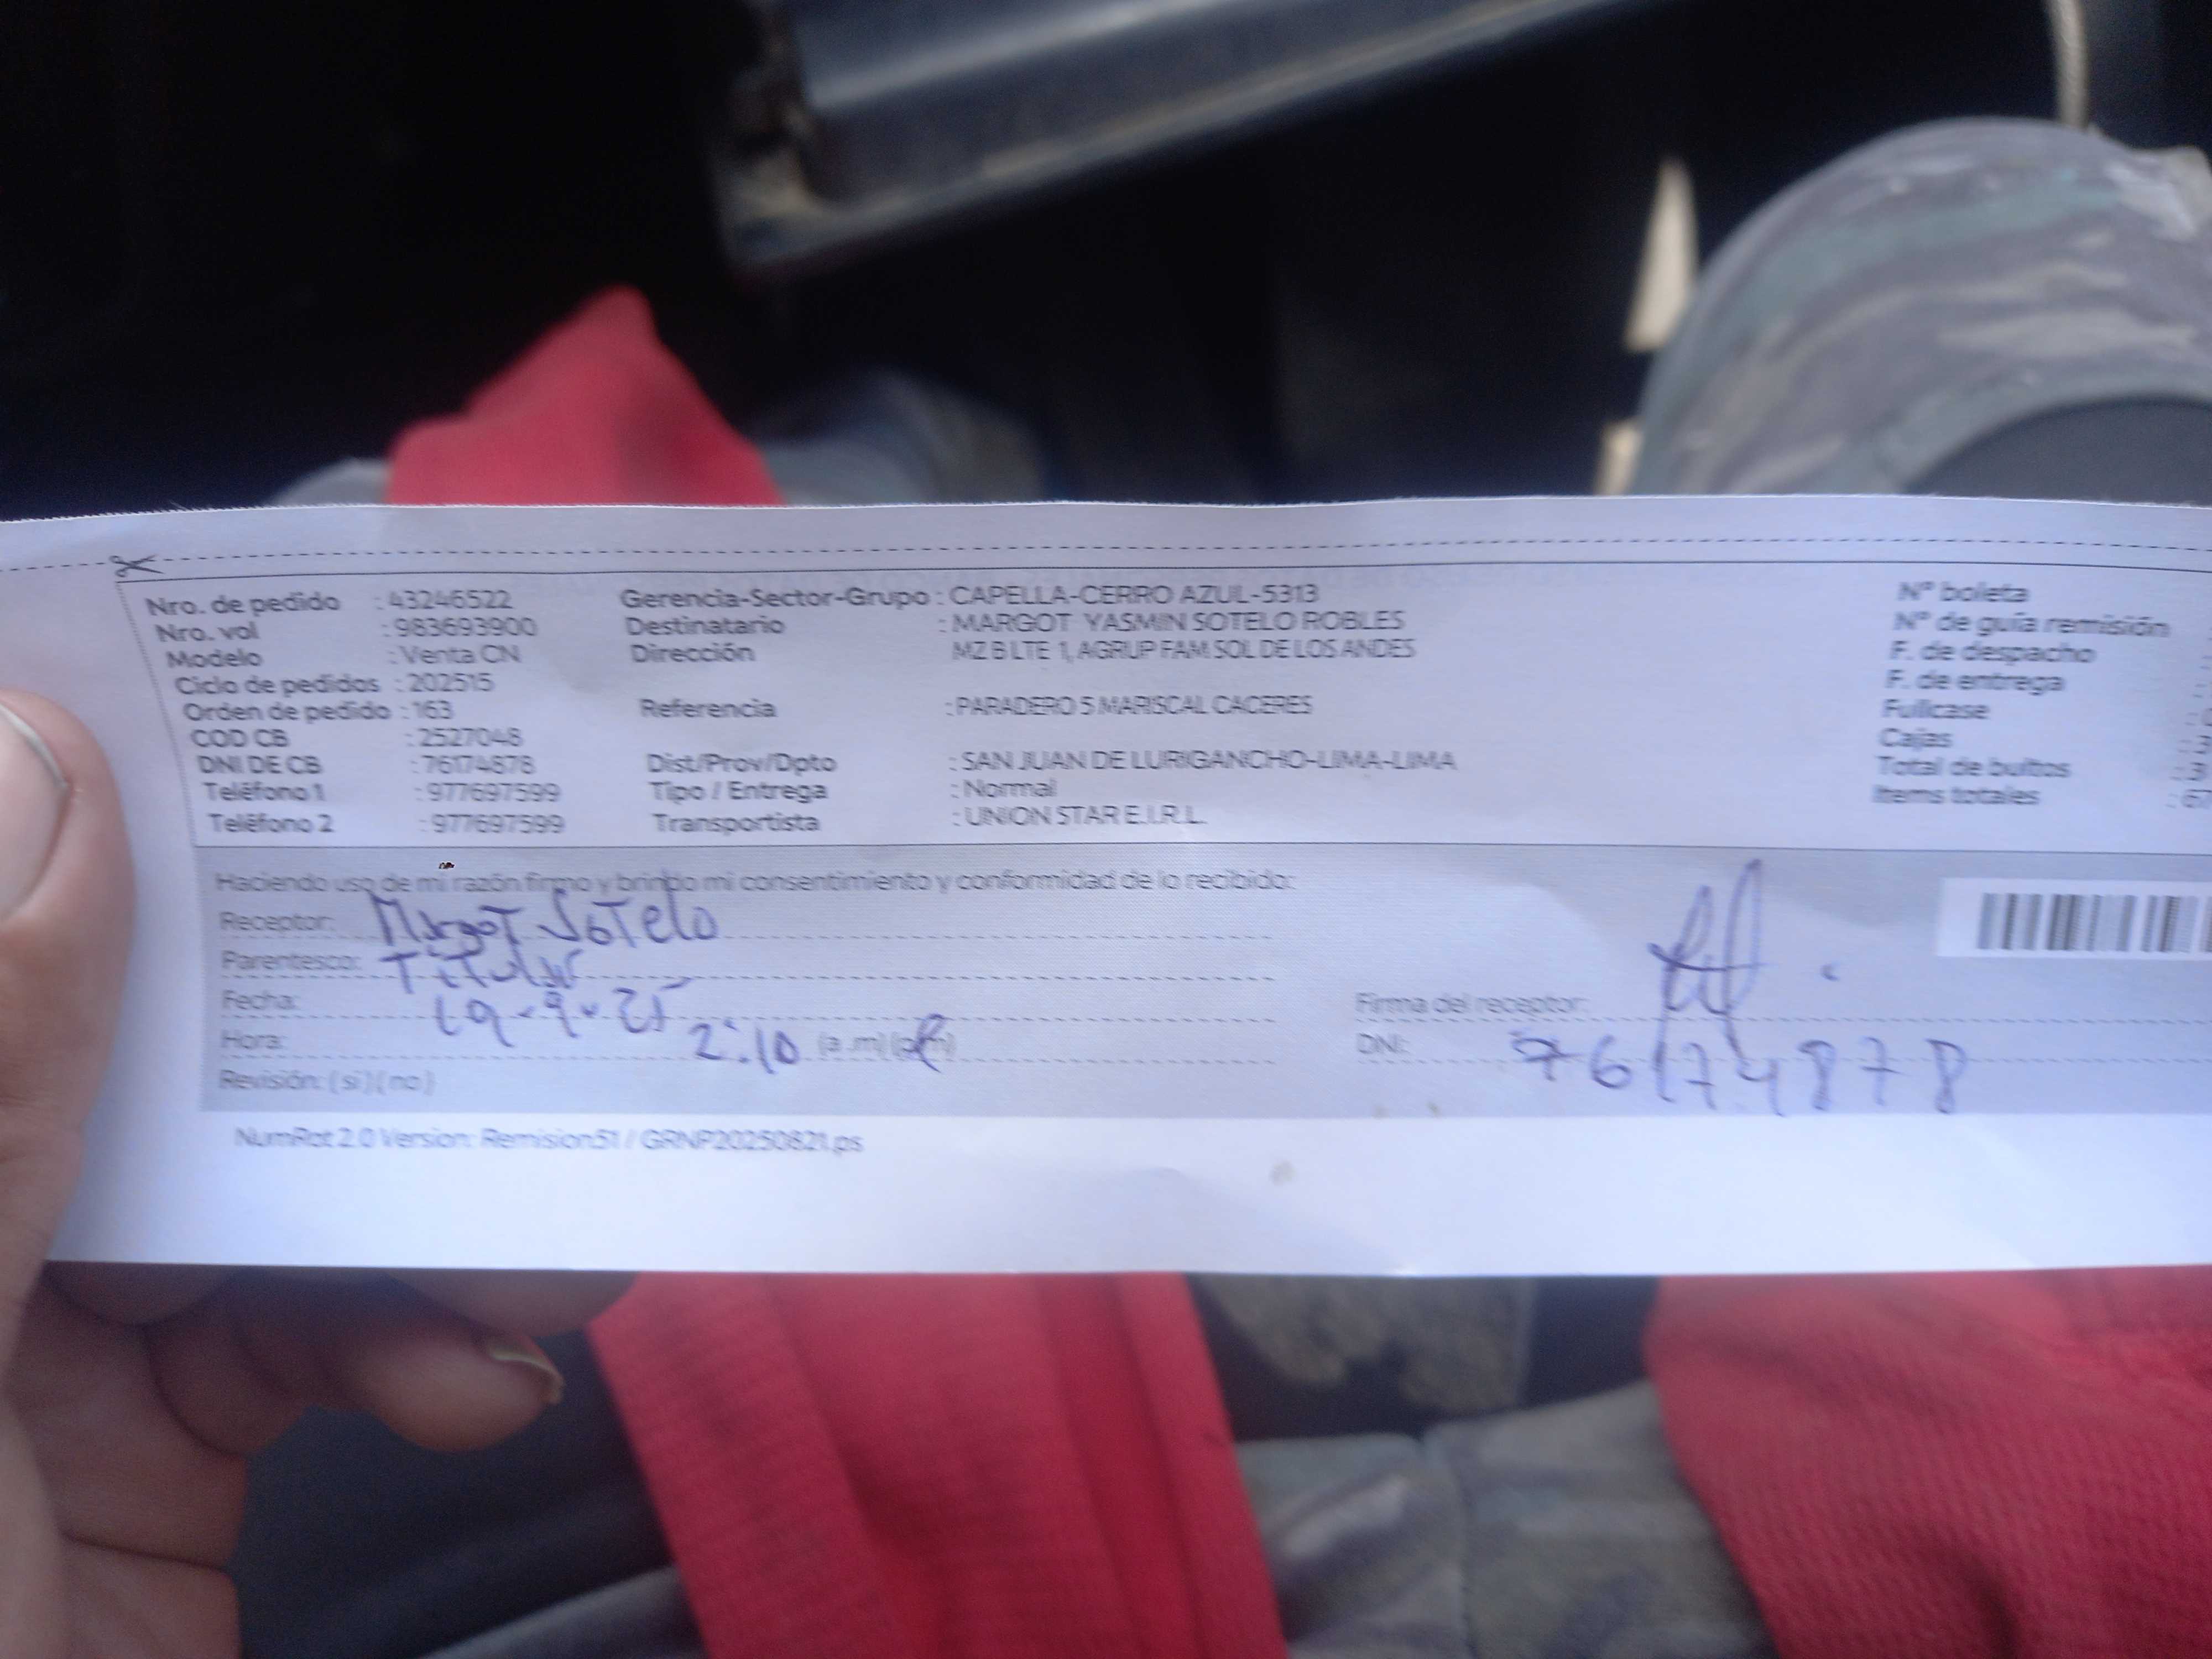 Nro. de pedido : 43246522 Gerencia-Sector-Grupo : CAPELLA-CERRO AZUL-5313 N° boleta
Nro. vol : 983693900 Destinatario : MARGOT YASMIN SOTELO ROBLES N° de guía remisión
Modelo : Venta CN Dirección MZ B LTE 1, AGRUP FAM SOL DE LOS ANDES F. de despacho
Ciclo de pedidos : 202515 F. de entrega
Orden de pedido : 163 Referencia : PARADERO 5 MARISCAL CACERES Fullcase
COD CB : 2527048 Cajas : 3
DNI DE CB : 76174878 Dist/Prov/Dpto : SAN JUAN DE LURIGANCHO-LIMA-LIMA Total de bultos : 3
Teléfono 1 : 977697599 Tipo / Entrega : Normal Items totales : 67
Teléfono 2 : 977697599 Transportista : UNION STAR E.I.R.L.
Haciendo uso de mi razón firmo y brindo mi consentimiento y conformidad de lo recibido:
Receptor: Margot Sotelo
Parentesco: Titular
Fecha: 19-9-25 Firma del receptor:
Hora: 2:10 (a .m) (p.m) DNI: 76174878
Revisión: ( si ) ( no )
NumRot 2.0 Version: Remision51 / GRNP20250821.ps